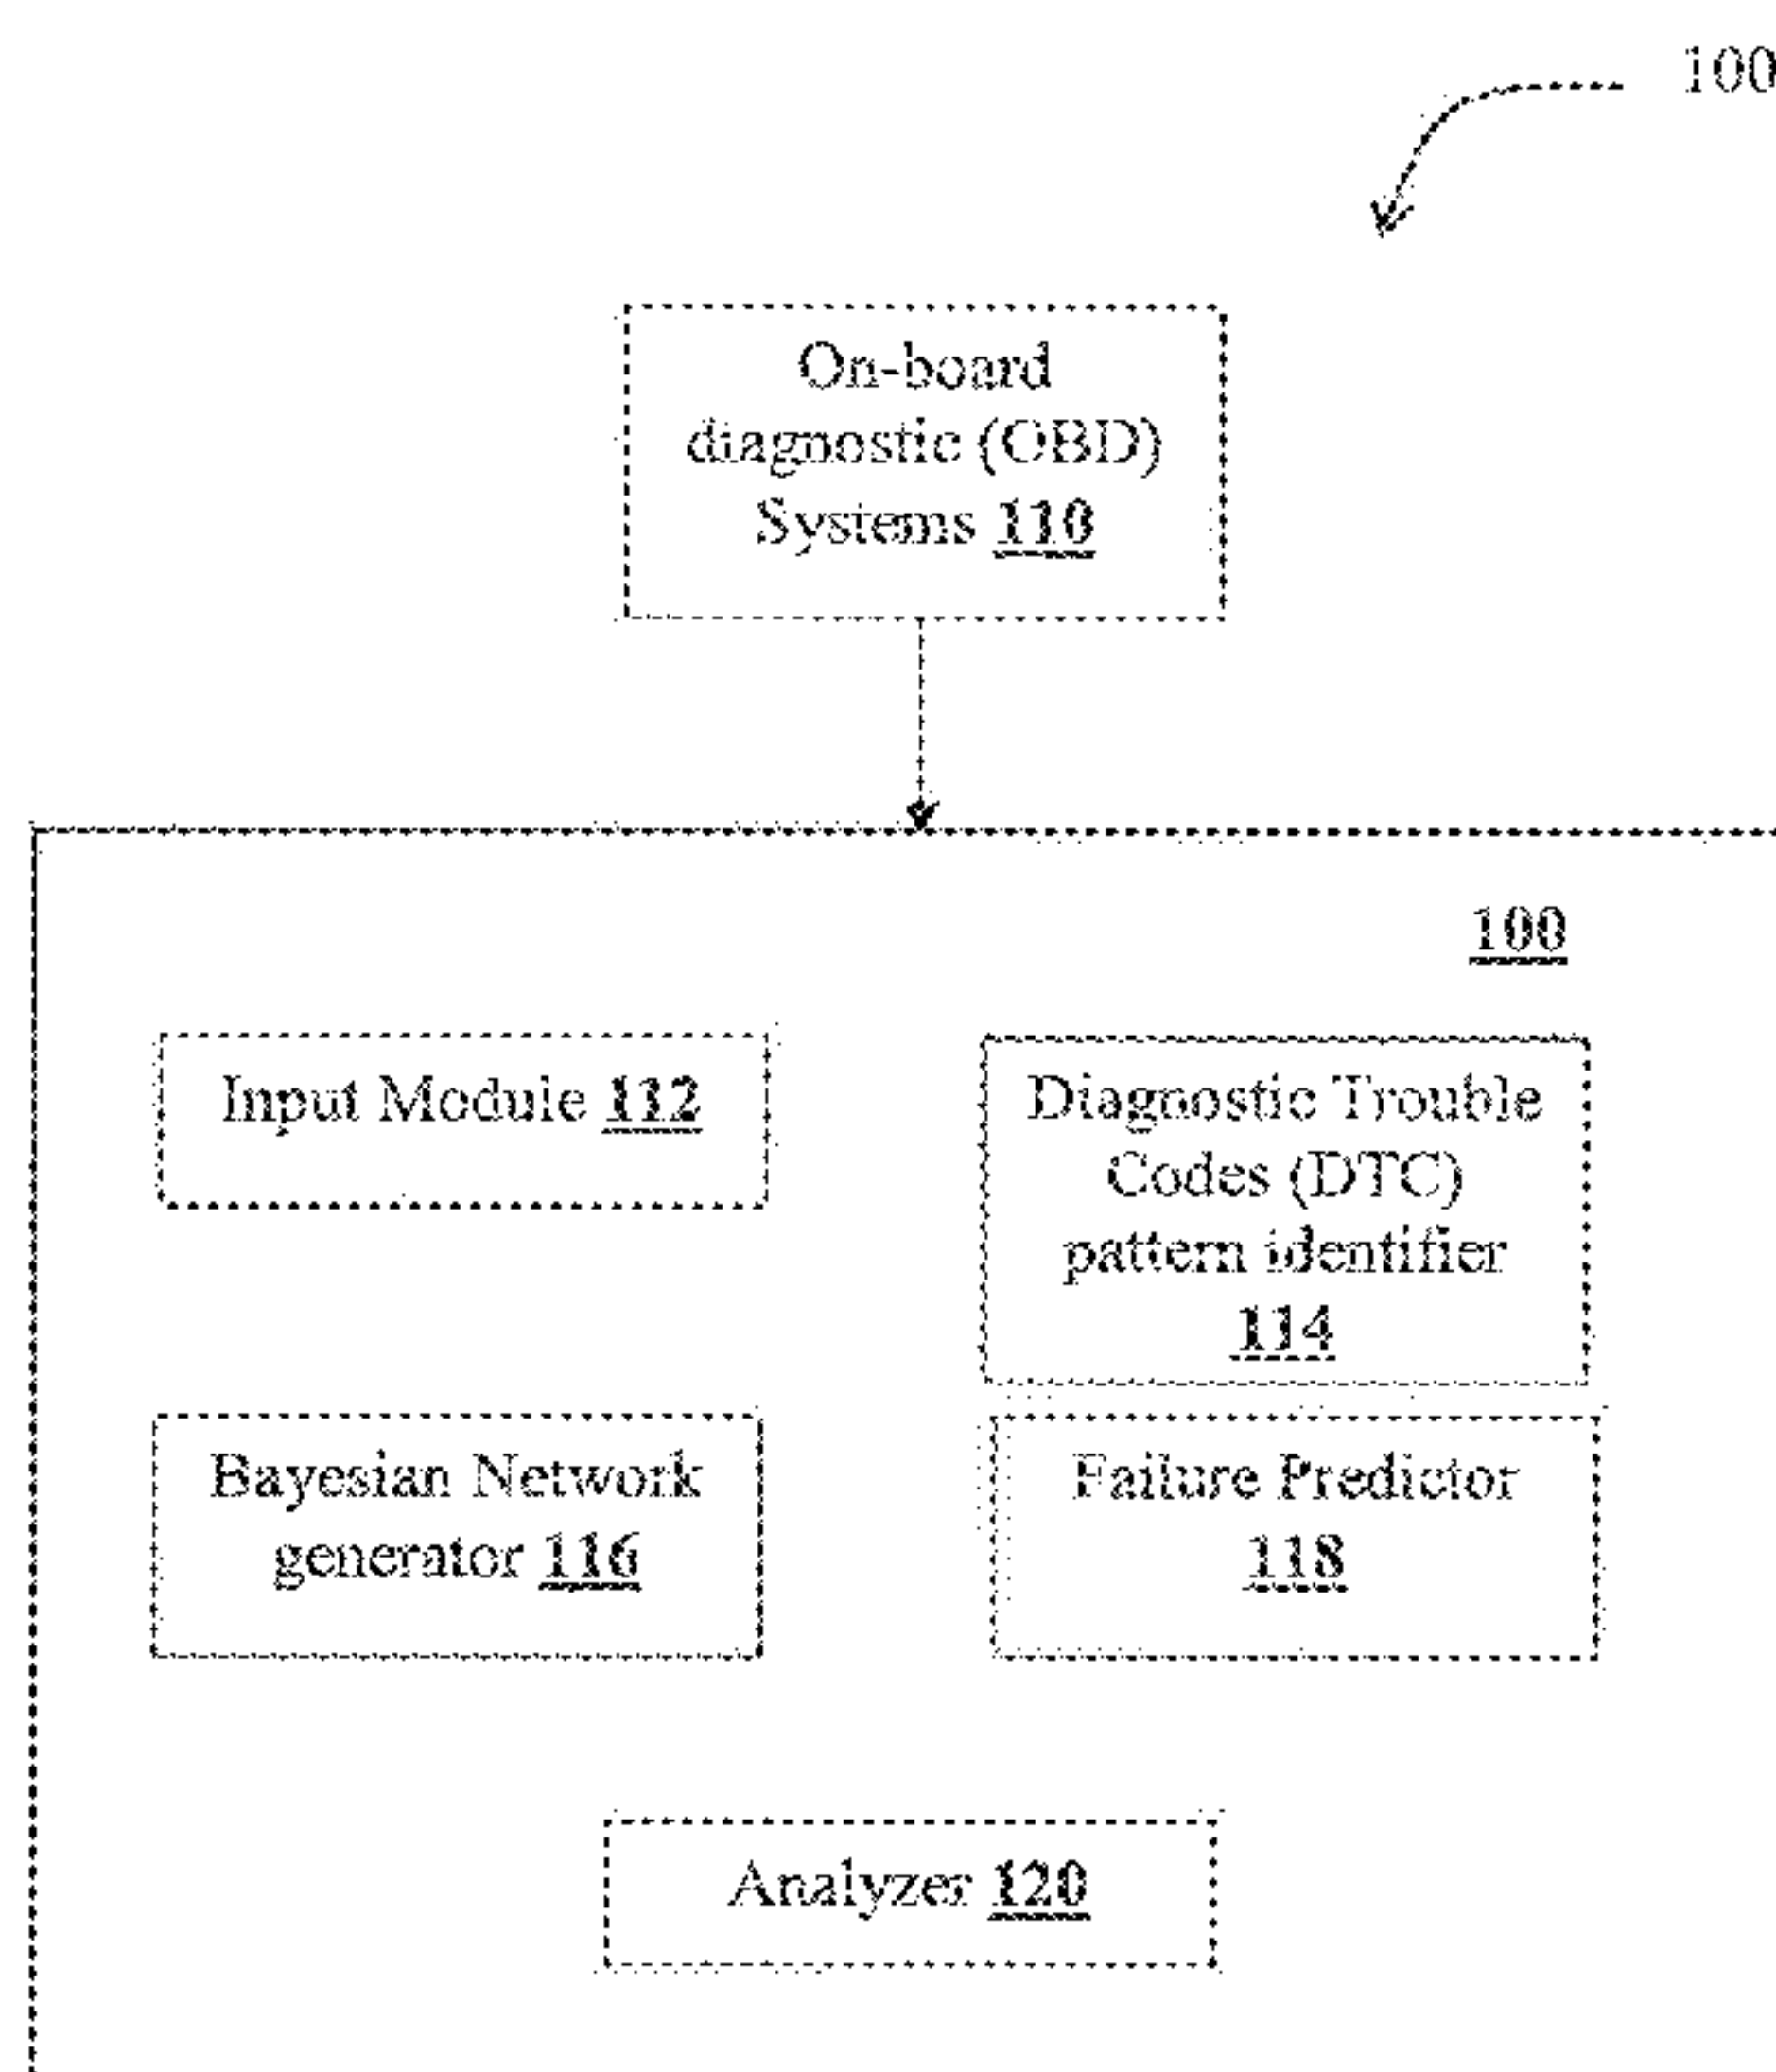 100
On-board
diagnostic (OBD)
Systems 110
100
Input Module 112
Diagnostic Trouble
Codes (DTC)
pattern identifier
114
Bayesian Network
generator 116
Failure Predictor
118
Analyzer 120